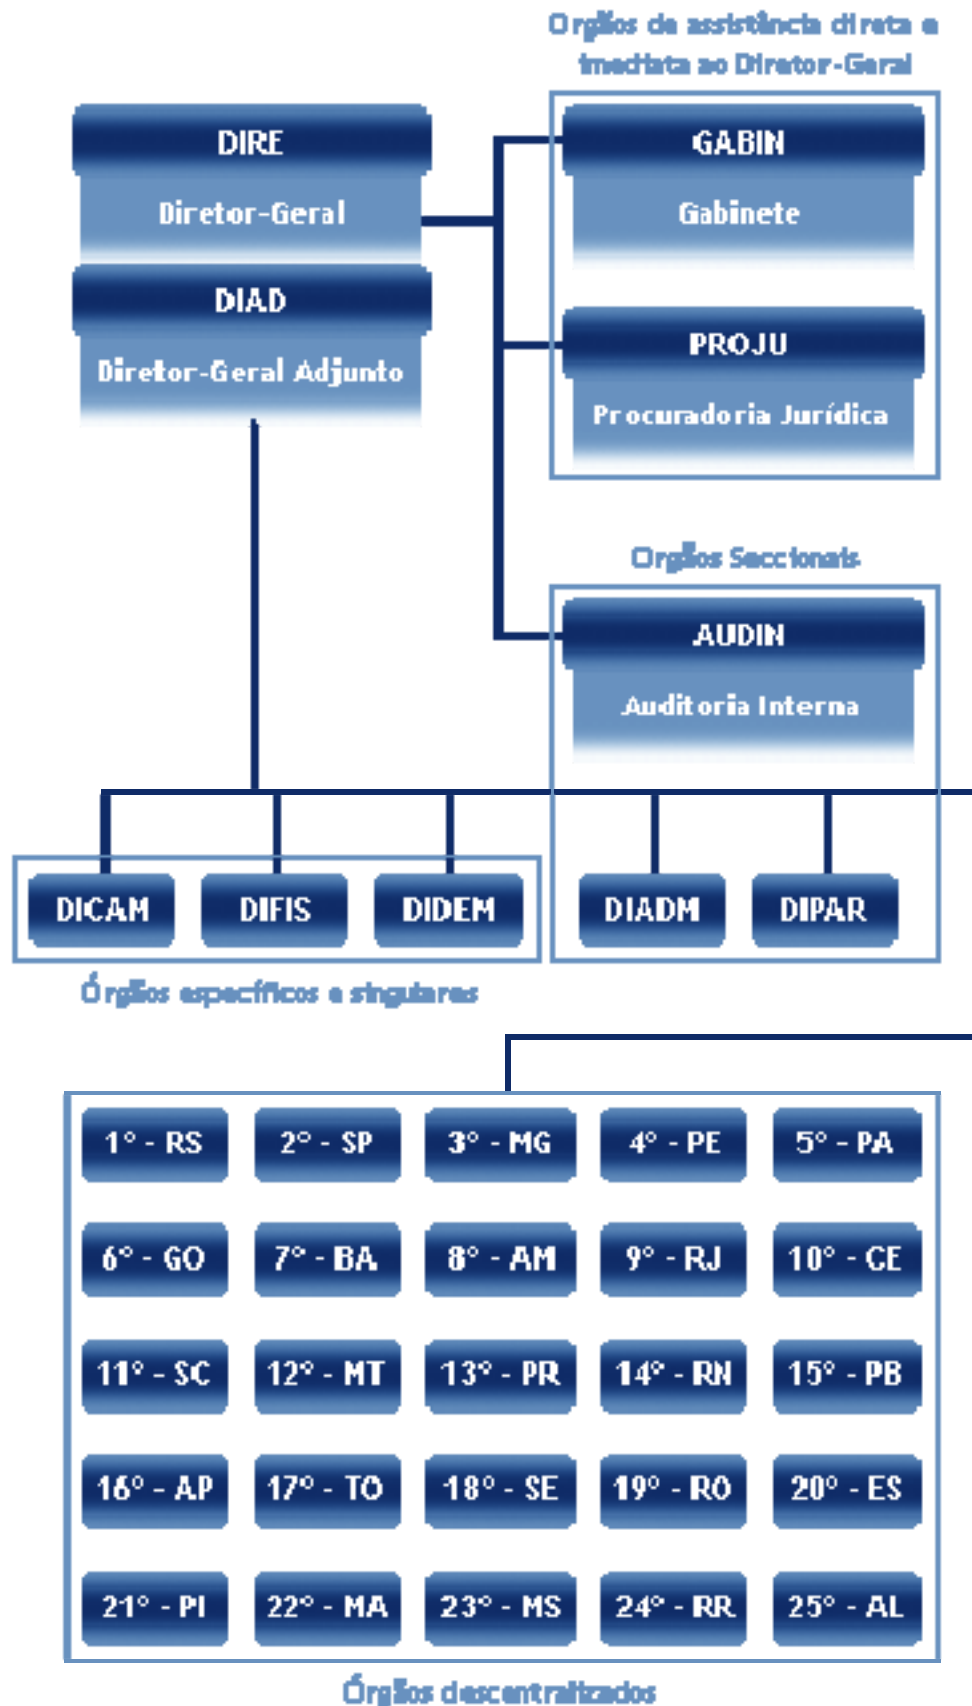 Orgãos de assistência direta e
imediata ao Diretor-Geral
DIRE
Diretor-Geral
DIAD
Diretor-Geral Adjunto
GABIN
Gabinete
PROJU
Procuradoria Jurídica
Orgãos Seccionais
AUDIN
Auditoria Interna
DICAM
DIFIS
DIDEM
DIADM
DIPAR
Órgãos específicos e singulares
1° - RS
2° - SP
3° - MG
4° - PE
5° - PA
6° - GO
7° - BA
8° - AM
9° - RJ
10° - CE
11° - SC
12° - MT
13° - PR
14° - RN
15° - PB
16° - AP
17° - TO
18° - SE
19° - RO
20° - ES
21° - PI
22° - MA
23° - MS
24° - RR
25° - AL
Órgãos descentralizados